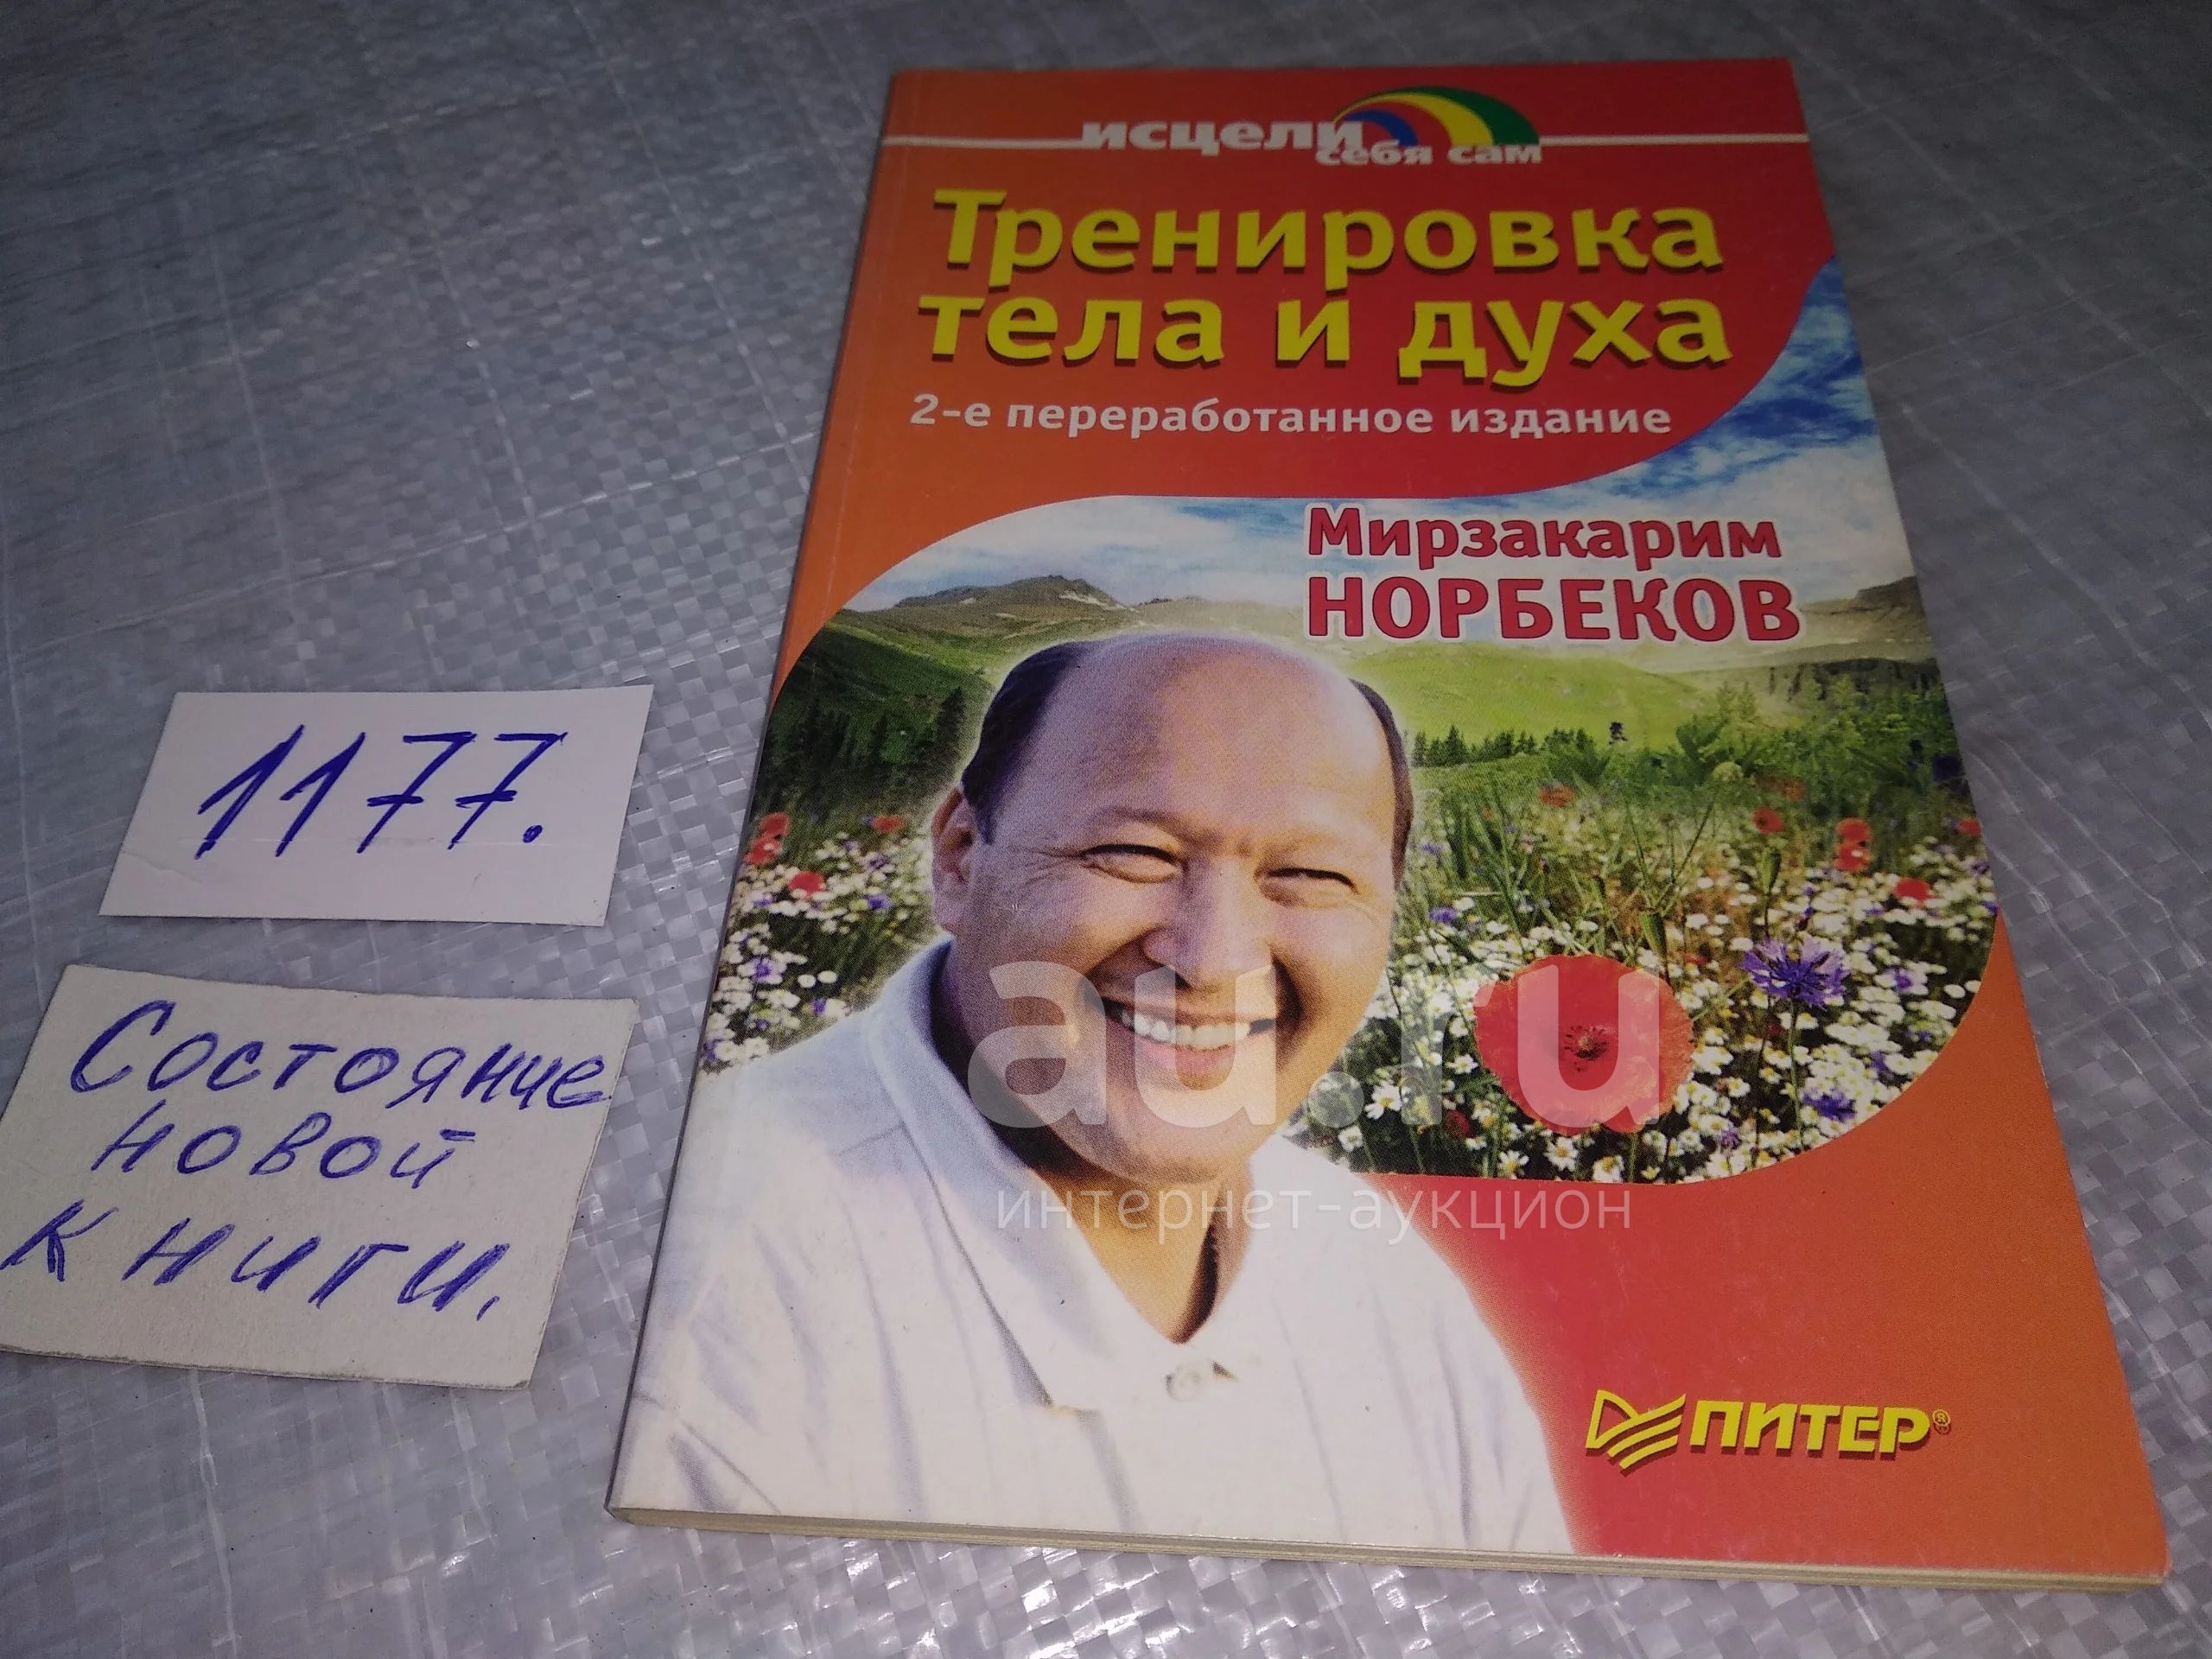 исцели
себя сам
Тренировка
тела и духа
2-е переработанное издание
Мирзакарим
НОРБЕКОВ
1177.
Состояние
новой
книги.
au.ru
интернет-аукцион
ПИТЕР®